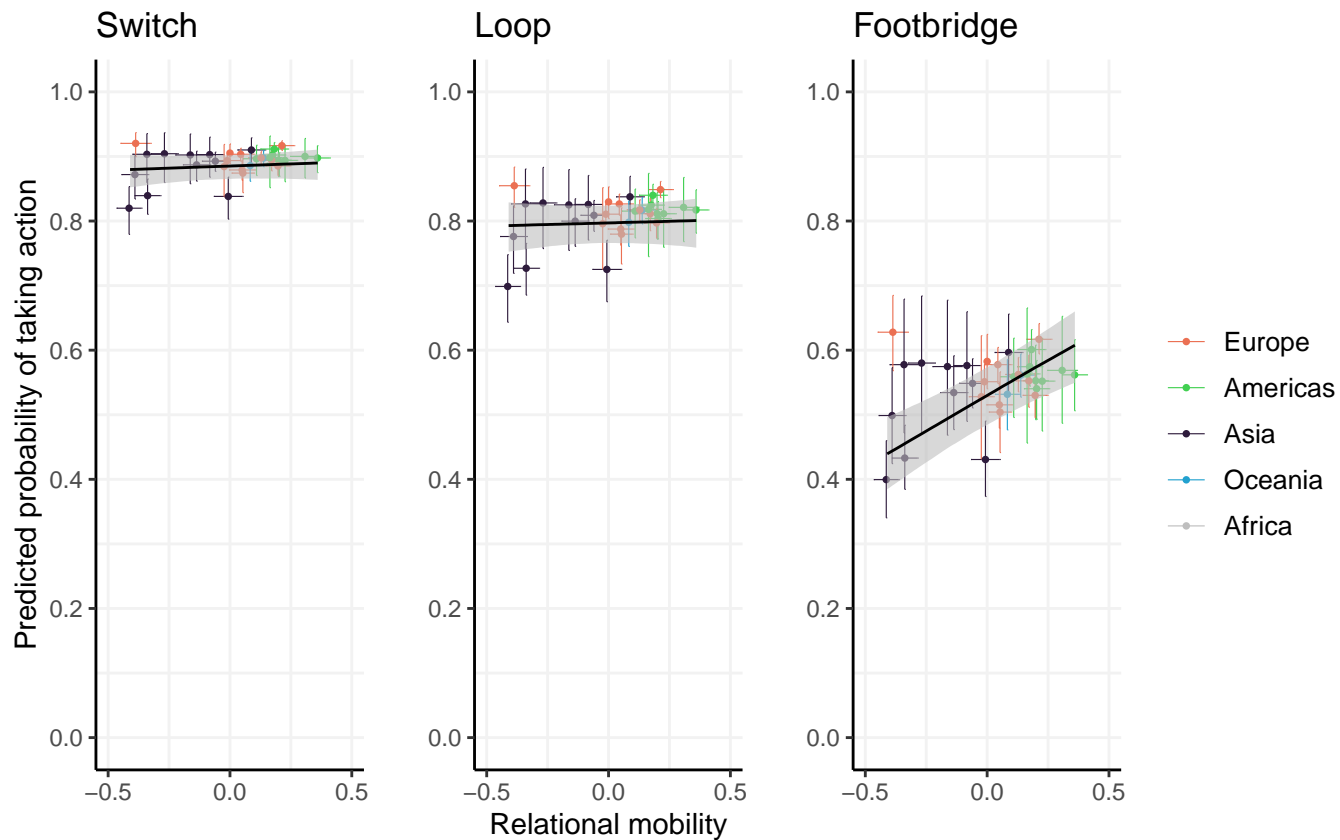 Switch
Loop
Footbridge
Predicted probability of taking action
1.0
0.8
0.6
0.4
0.2
0.0
−0.5
0.0
0.5
1.0
0.8
0.6
0.4
0.2
0.0
−0.5
0.0
0.5
1.0
0.8
0.6
0.4
0.2
0.0
−0.5
0.0
0.5
Relational mobility
Europe
Americas
Asia
Oceania
Africa